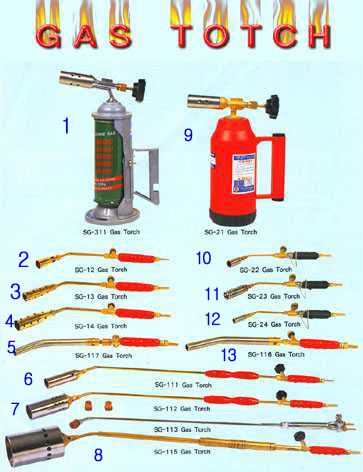 GAS TOTCH
1
9
SG-311 Gas Torch
SG-21 Gas Torch
2
SG-12 Gas Torch
10
SG-22 Gas Torch
3
SG-13 Gas Torch
11
SG-23 Gas Torch
4
SG-14 Gas Torch
12
SG-24 Gas Torch
5
SG-117 Gas Torch
13
SG-116 Gas Torch
6
SG-111 Gas Torch
7
SG-112 Gas Torch
SG-113 Gas Torch
8
SG-115 Gas Torch